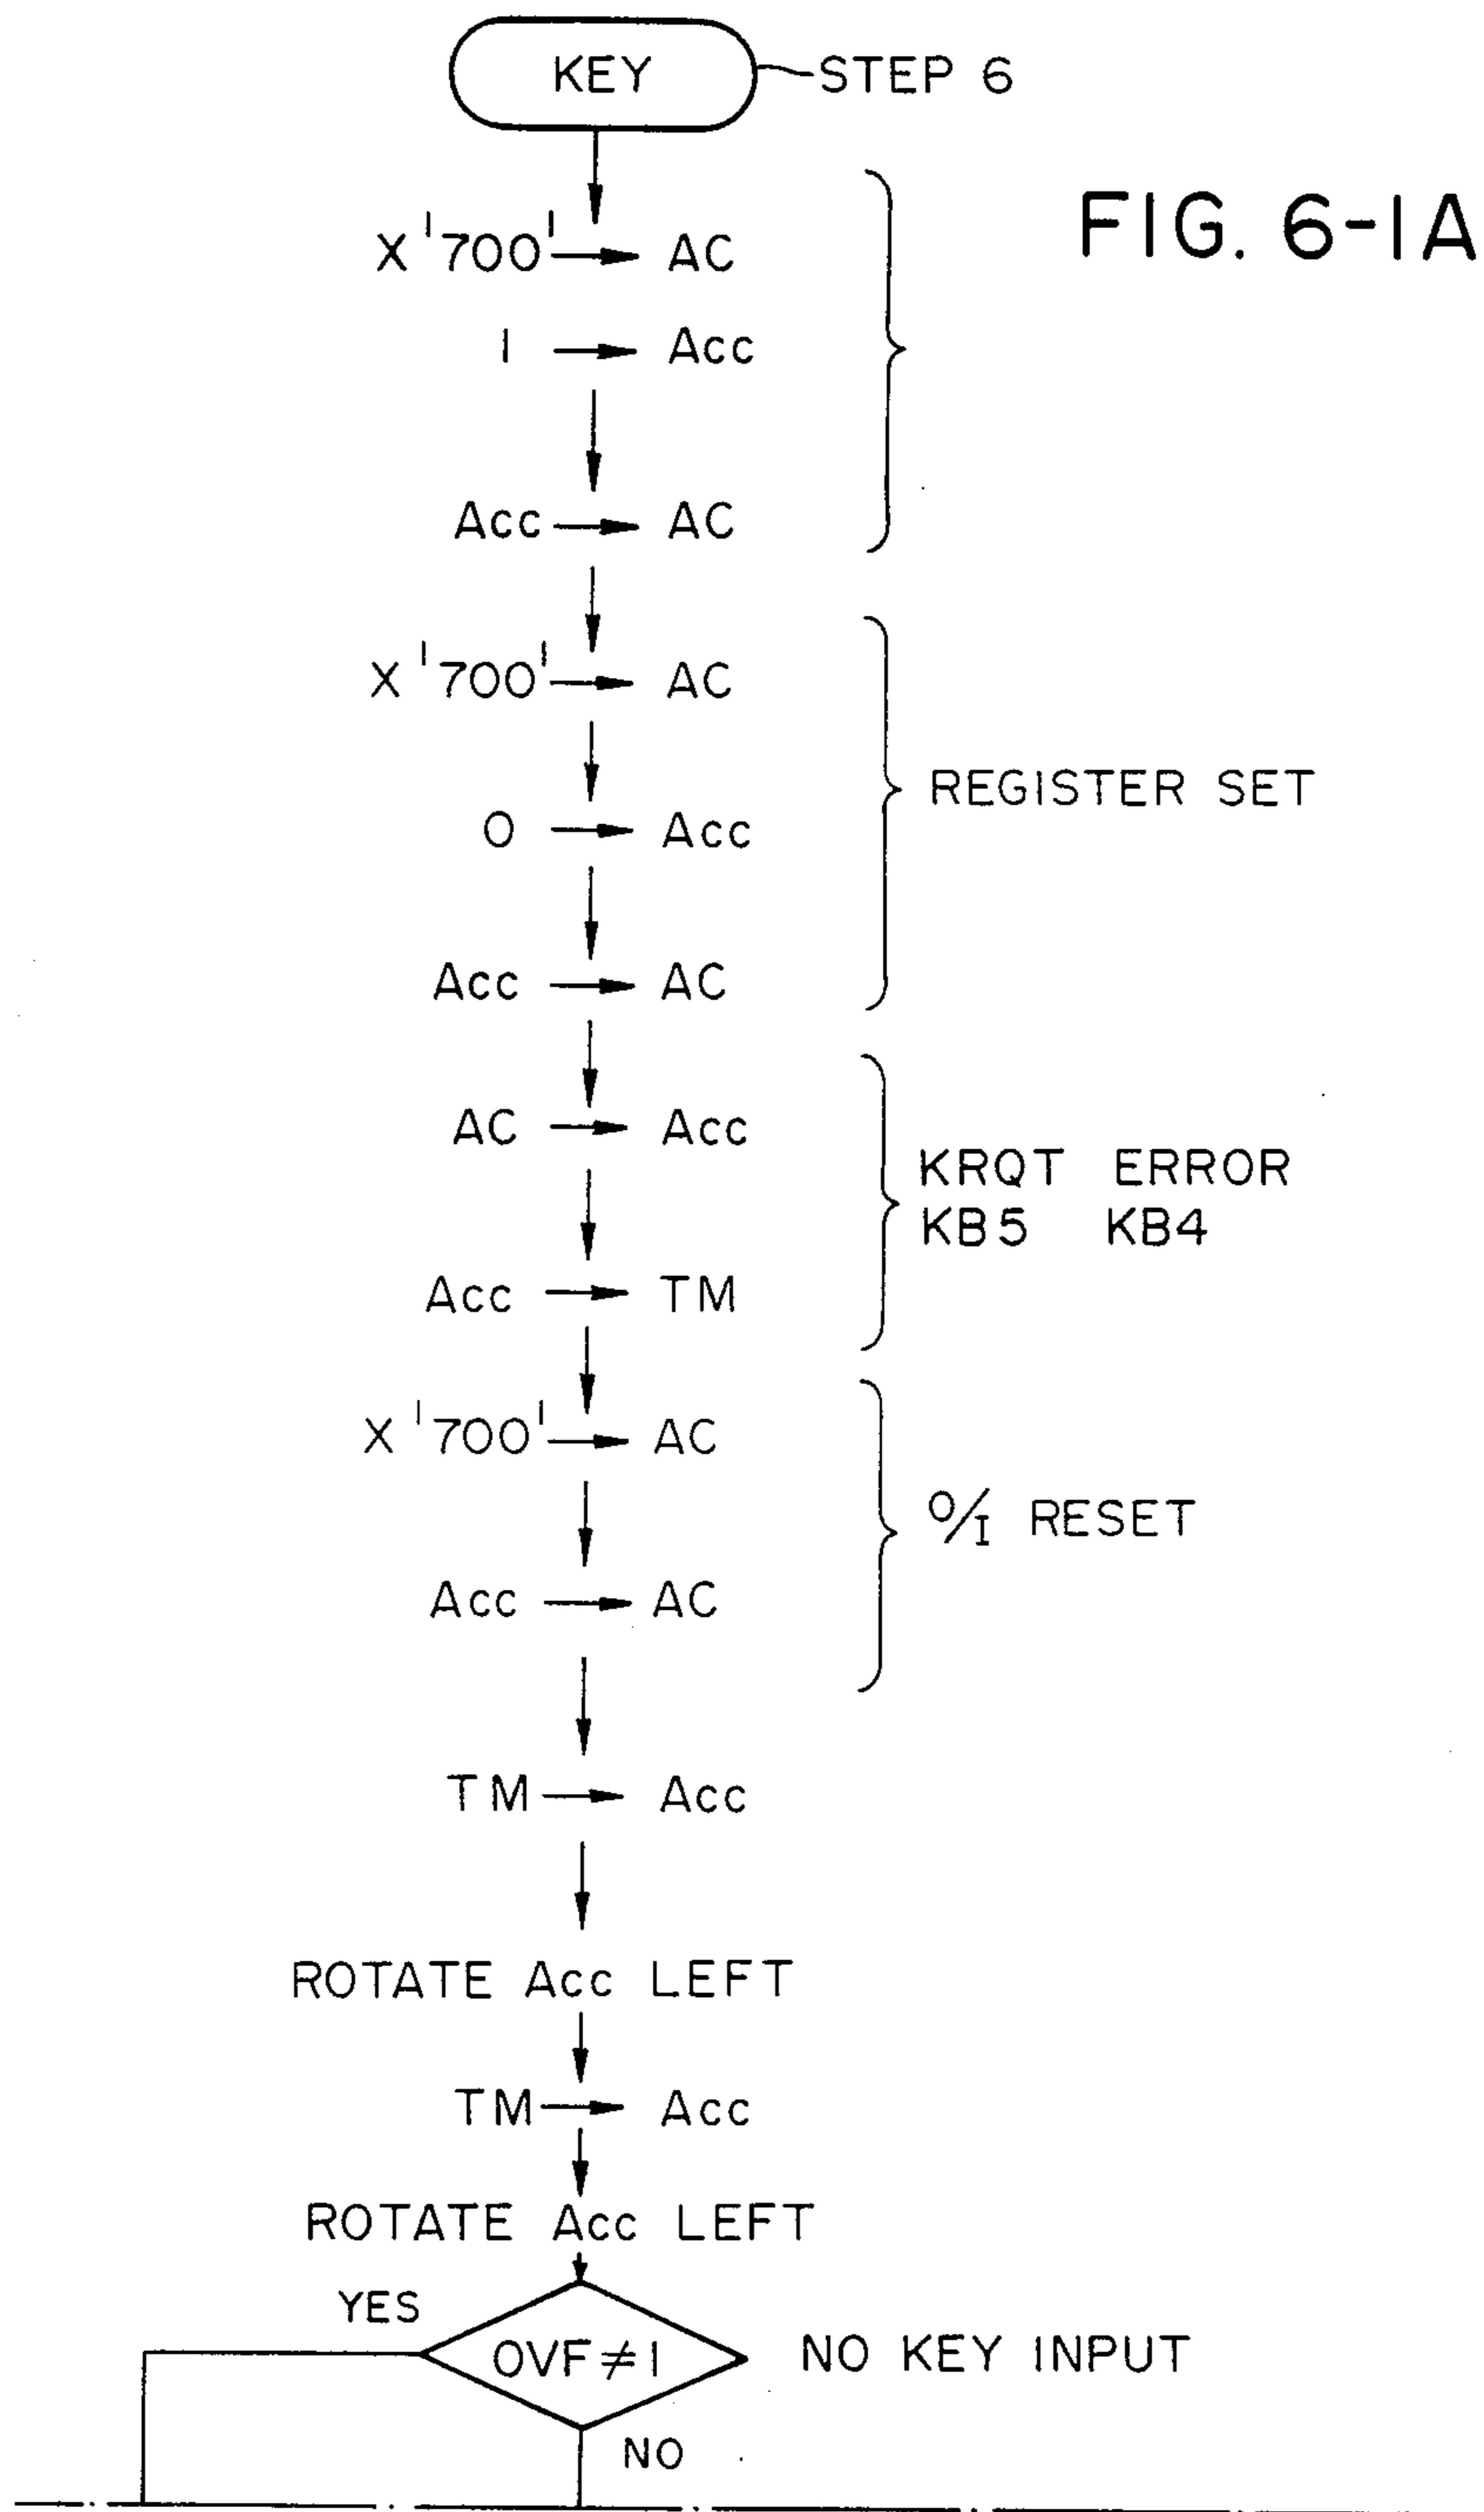 KEY STEP 6
FIG. 6-1A
X'700' → AC
1 → Acc
Acc → AC
X'700' → AC
0 → Acc
REGISTER SET
Acc → AC
AC → Acc
KRQT ERROR
KB5 KB4
Acc → TM
X'700' → AC
O/I RESET
Acc → AC
TM → Acc
ROTATE Acc LEFT
TM → Acc
ROTATE Acc LEFT
YES
OVF ≠ 1 NO KEY INPUT
NO